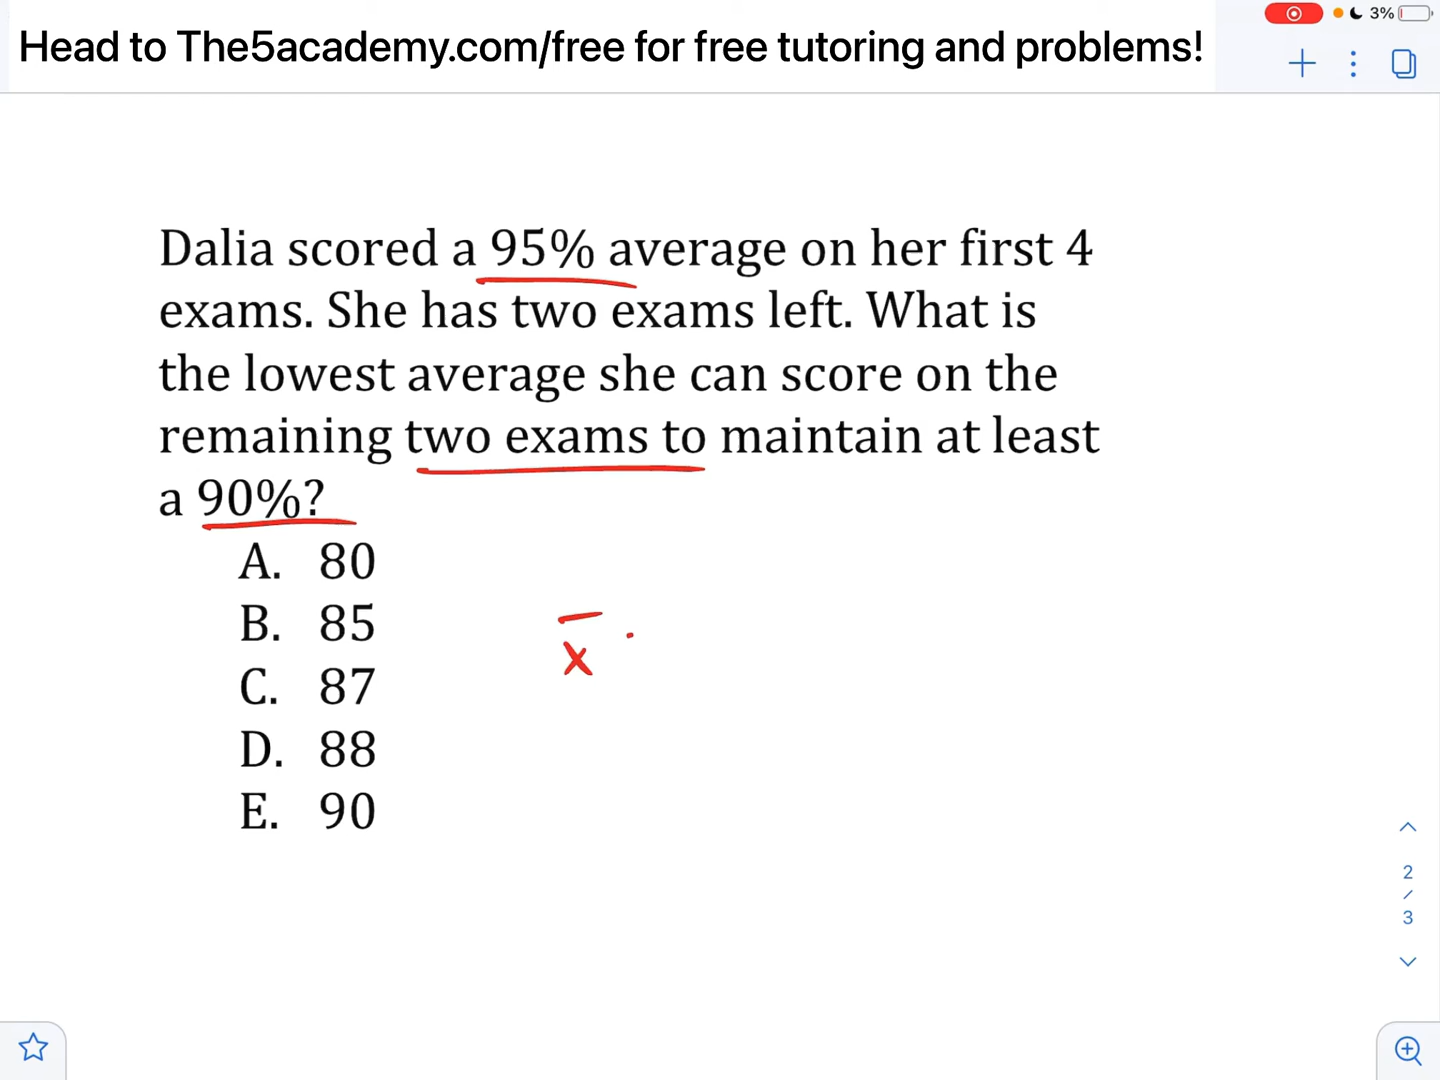 Head to The5academy.com/free for free tutoring and problems!
3%
Dalia scored a 95% average on her first 4
exams. She has two exams left. What is
the lowest average she can score on the
remaining two exams to maintain at least
a 90%?
A. 80
B. 85
C. 87
D. 88
E. 90
x̄
2
/
3